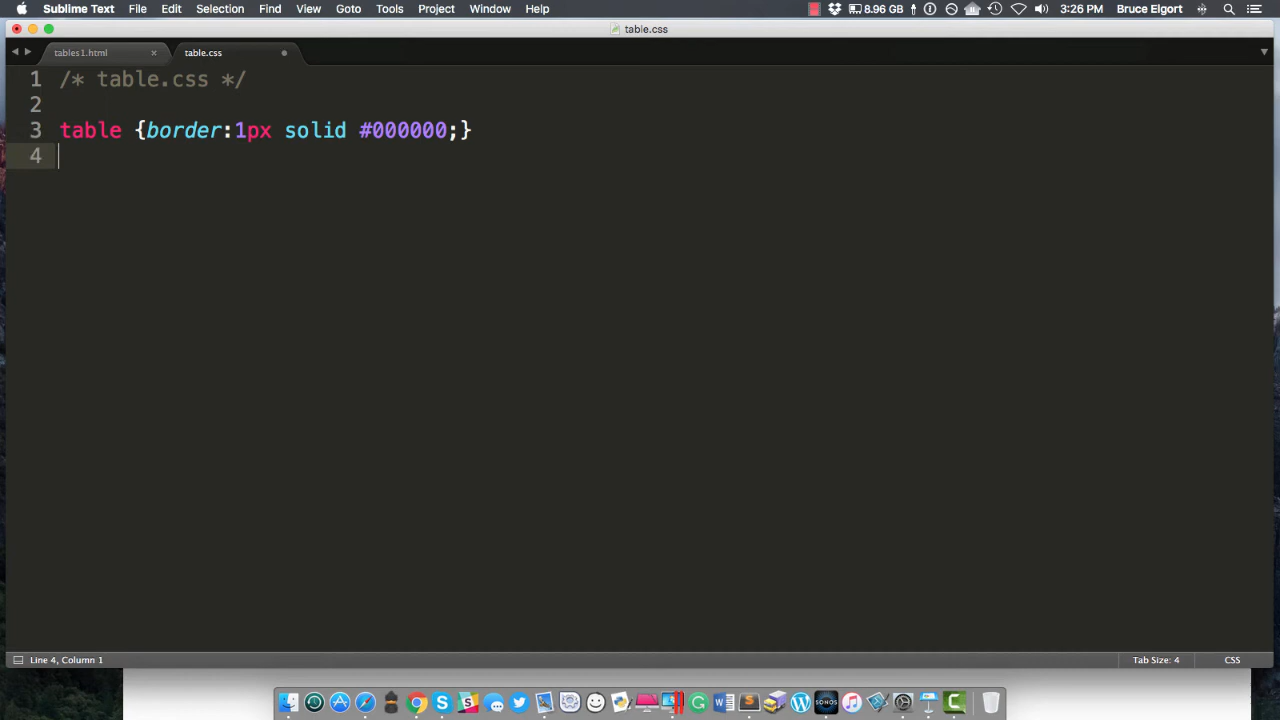 Sublime Text File Edit Selection Find View Goto Tools Project Window Help 8.96 GB 3:26 PM Bruce Elgort
table.css
tables1.html table.css
1 /* table.css */
2
3 table {border:1px solid #000000;}
4
Line 4, Column 1 Tab Size: 4 CSS
SONOS